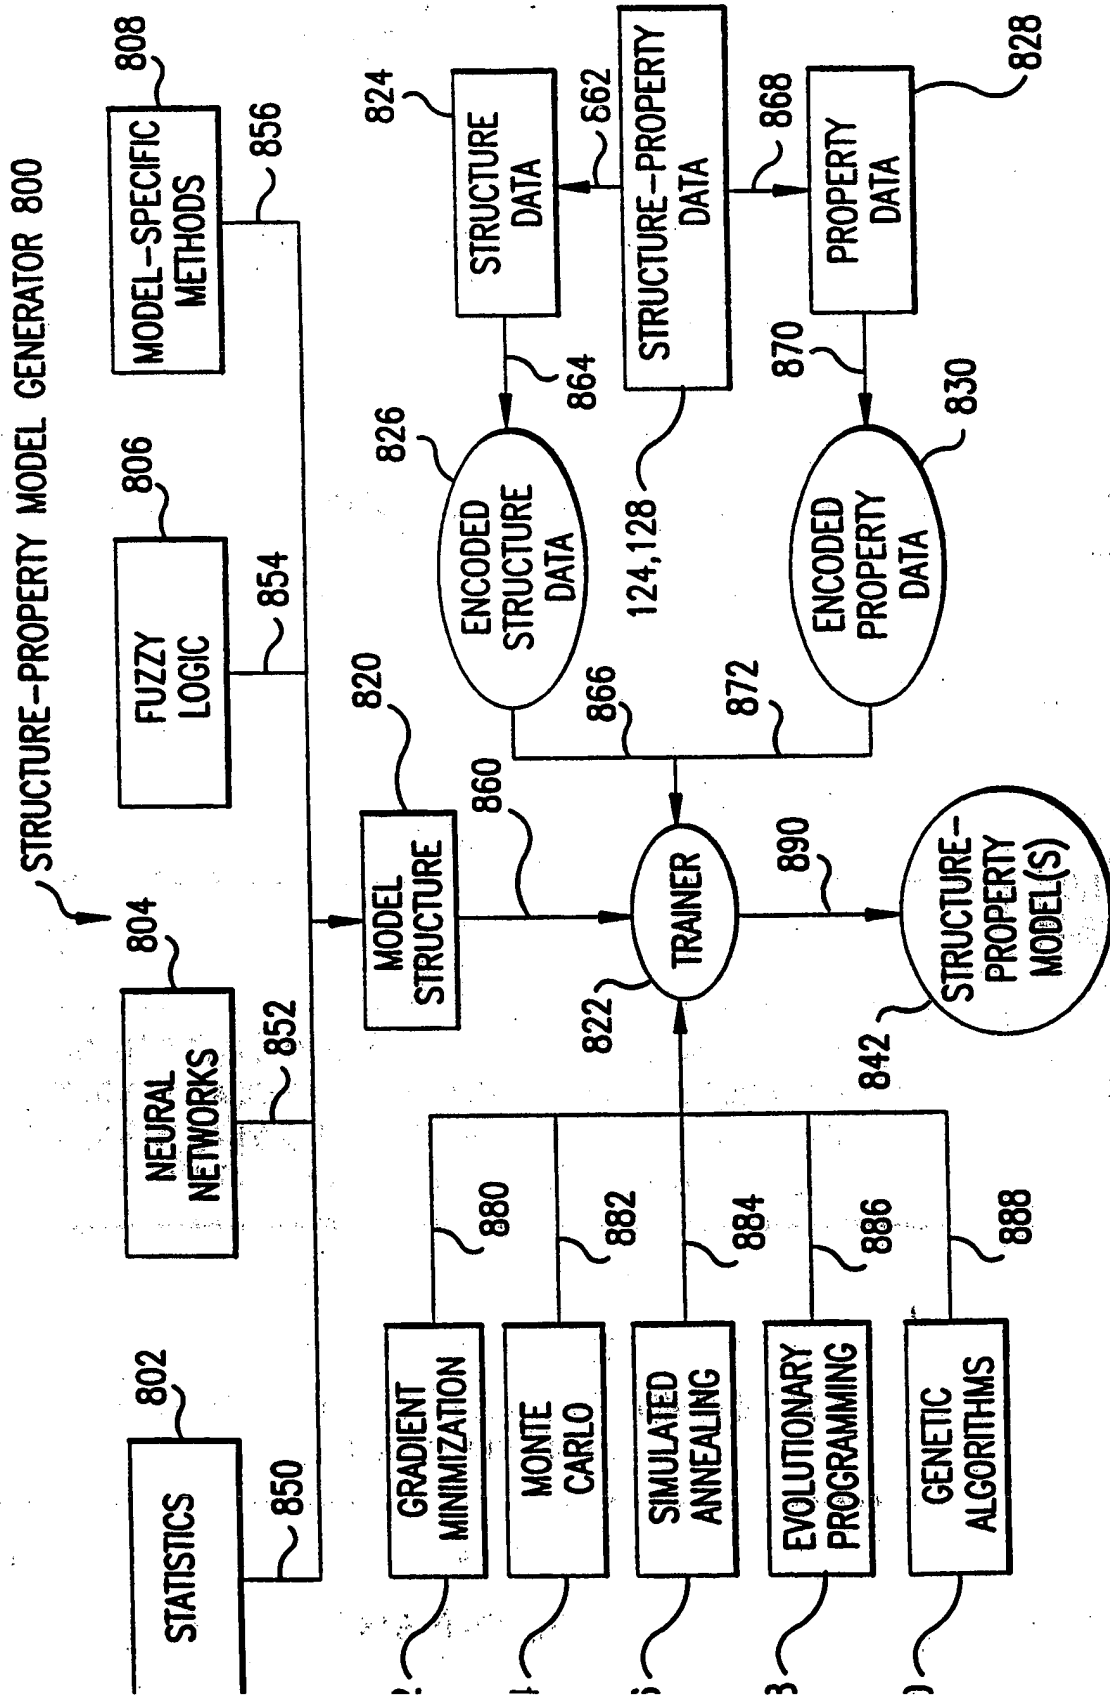 STRUCTURE-PROPERTY MODEL GENERATOR 800
802
STATISTICS
850
804
NEURAL
NETWORKS
852
806
FUZZY
LOGIC
854
808
MODEL-SPECIFIC
METHODS
856
820
MODEL
STRUCTURE
860
GRADIENT
MINIMIZATION
880
MONTE
CARLO
882
SIMULATED
ANNEALING
884
EVOLUTIONARY
PROGRAMMING
886
GENETIC
ALGORITHMS
888
822
TRAINER
890
842
STRUCTURE-
PROPERTY
MODEL(S)
826
ENCODED
STRUCTURE
DATA
864
866
824
STRUCTURE
DATA
862
124,128
STRUCTURE-PROPERTY
DATA
868
872
ENCODED
PROPERTY
DATA
830
870
PROPERTY
DATA
828